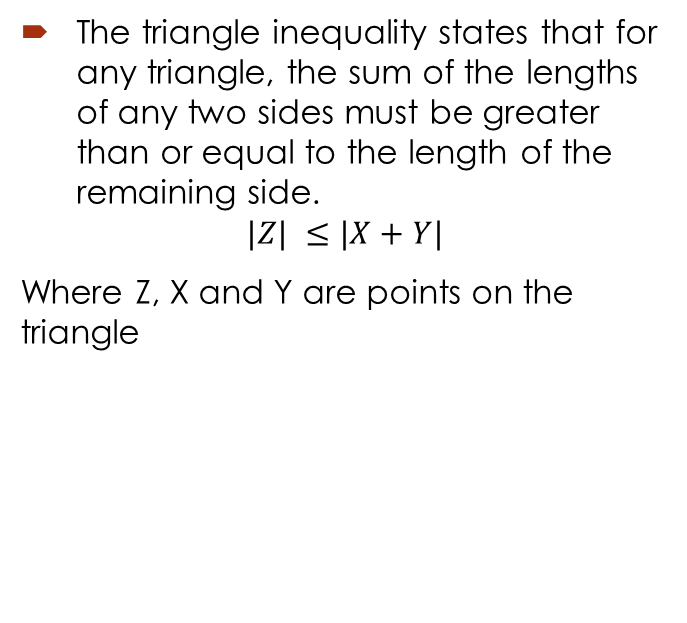 The triangle inequality states that for
any triangle, the sum of the lengths
of any two sides must be greater
than or equal to the length of the
remaining side.
|Z| ≤ |X + Y|
Where Z, X and Y are points on the
triangle